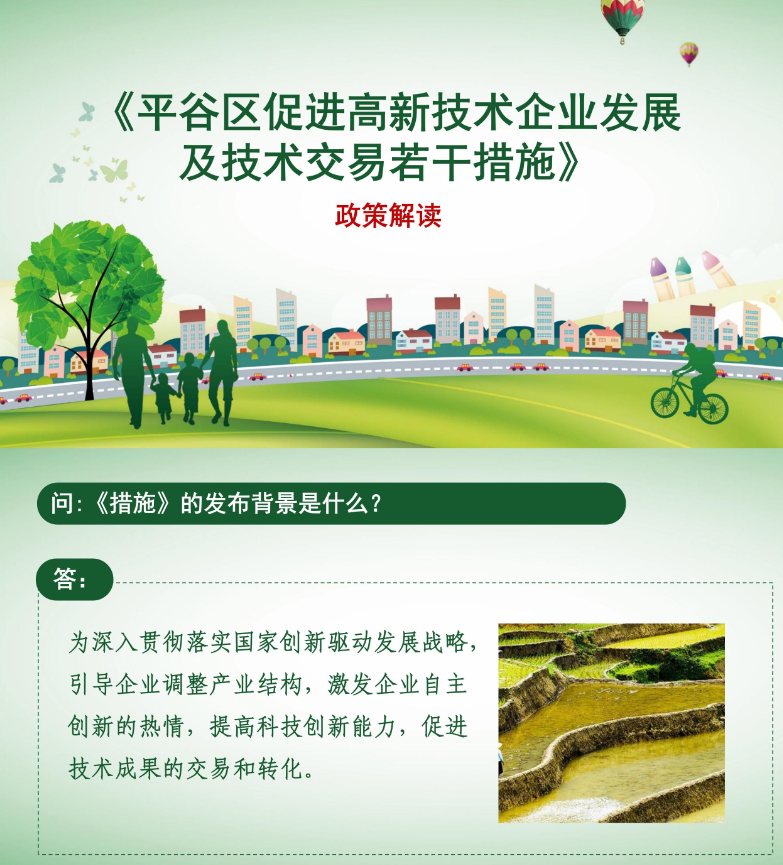 《平谷区促进高新技术企业发展
及技术交易若干措施》
政策解读
问:《措施》的发布背景是什么?
答:
为深入贯彻落实国家创新驱动发展战略,
引导企业调整产业结构,激发企业自主
创新的热情,提高科技创新能力,促进
技术成果的交易和转化。